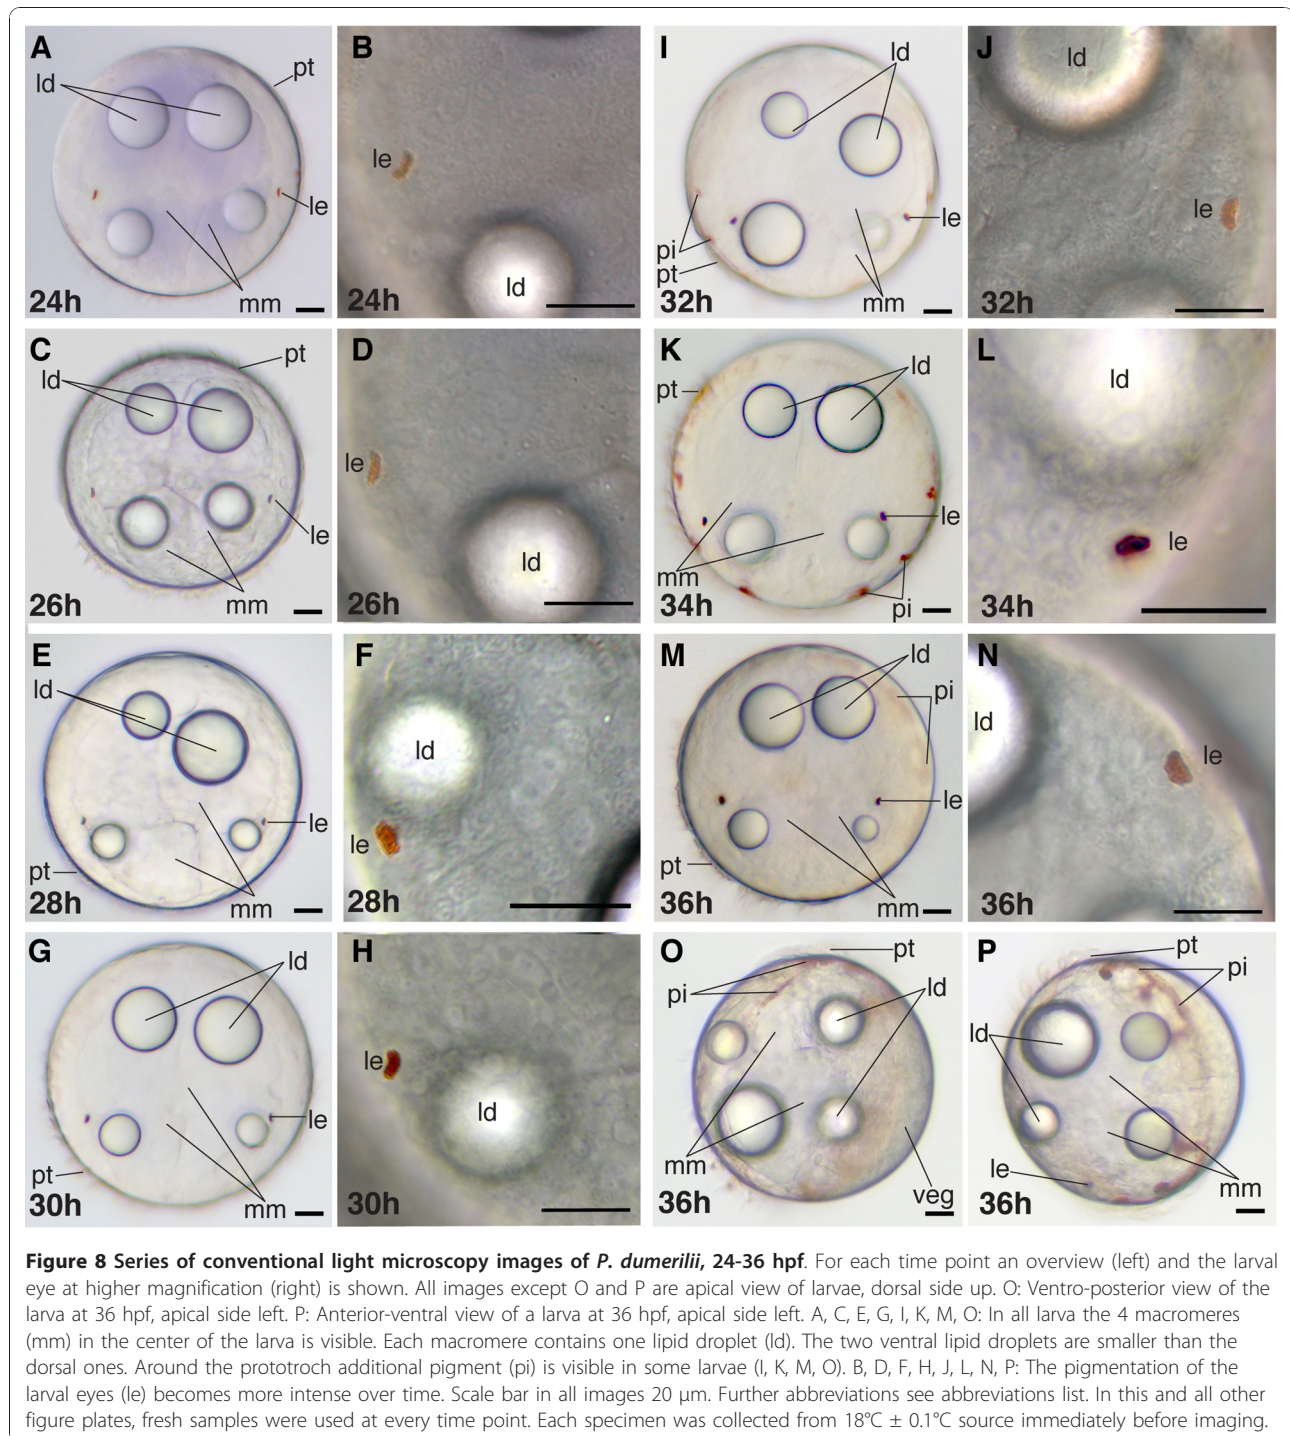 A
ld
pt
le
mm
24h
B
le
ld
24h
I
ld
pi
pt
le
mm
32h
J
ld
le
32h
C
ld
pt
le
mm
26h
D
le
ld
26h
K
pt
ld
le
mm
pi
34h
L
ld
le
34h
E
ld
le
pt
mm
28h
F
ld
le
28h
M
ld
pi
le
pt
mm
36h
N
ld
le
36h
G
ld
le
pt
mm
30h
H
le
ld
30h
O
pt
pi
ld
mm
veg
36h
P
pt
pi
ld
le
mm
36h
Figure 8 Series of conventional light microscopy images of P. dumerilii, 24-36 hpf. For each time point an overview (left) and the larval
eye at higher magnification (right) is shown. All images except O and P are apical view of larvae, dorsal side up. O: Ventro-posterior view of the
larva at 36 hpf, apical side left. P: Anterior-ventral view of a larva at 36 hpf, apical side left. A, C, E, G, I, K, M, O: In all larva the 4 macromeres
(mm) in the center of the larva is visible. Each macromere contains one lipid droplet (ld). The two ventral lipid droplets are smaller than the
dorsal ones. Around the prototroch additional pigment (pi) is visible in some larvae (I, K, M, O). B, D, F, H, J, L, N, P: The pigmentation of the
larval eyes (le) becomes more intense over time. Scale bar in all images 20 μm. Further abbreviations see abbreviations list. In this and all other
figure plates, fresh samples were used at every time point. Each specimen was collected from 18°C ± 0.1°C source immediately before imaging.